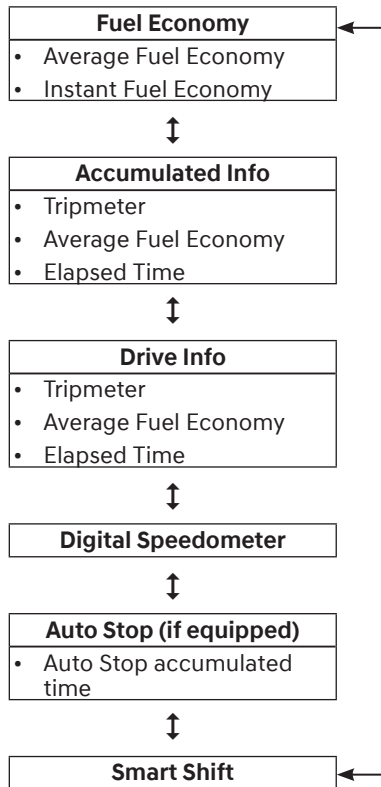 Fuel Economy
• Average Fuel Economy
• Instant Fuel Economy
Accumulated Info
• Tripmeter
• Average Fuel Economy
• Elapsed Time
Drive Info
• Tripmeter
• Average Fuel Economy
• Elapsed Time
Digital Speedometer
Auto Stop (if equipped)
• Auto Stop accumulated
time
Smart Shift